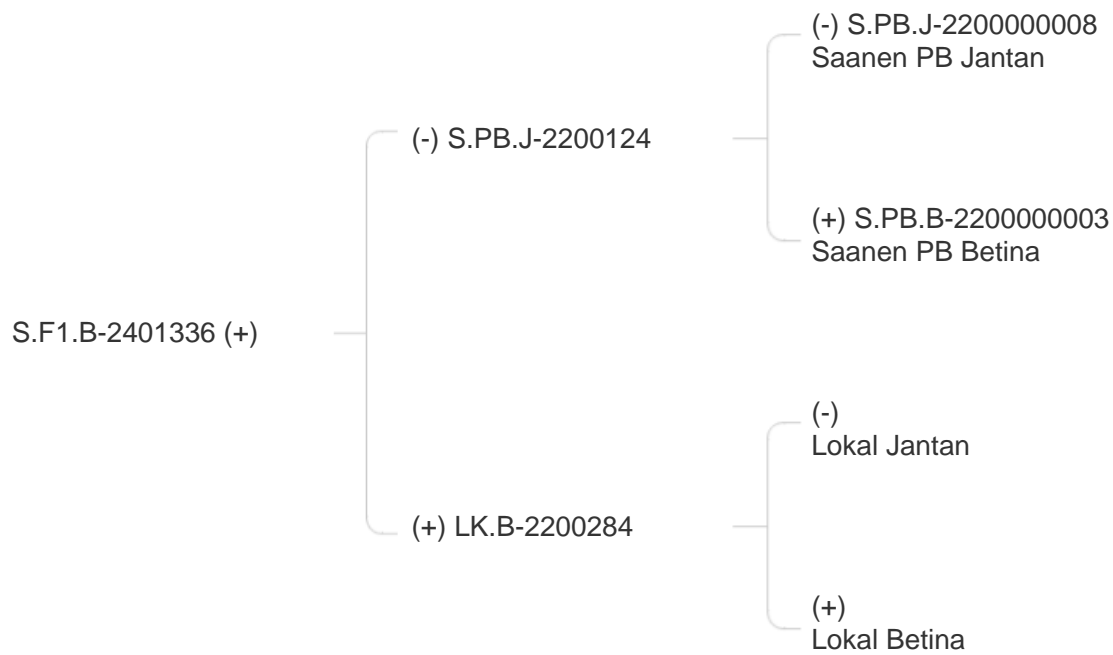 (-) S.PB.J-2200000008
Saanen PB Jantan
(-) S.PB.J-2200124
(+) S.PB.B-2200000003
Saanen PB Betina
S.F1.B-2401336 (+)
(-)
Lokal Jantan
(+) LK.B-2200284
(+)
Lokal Betina